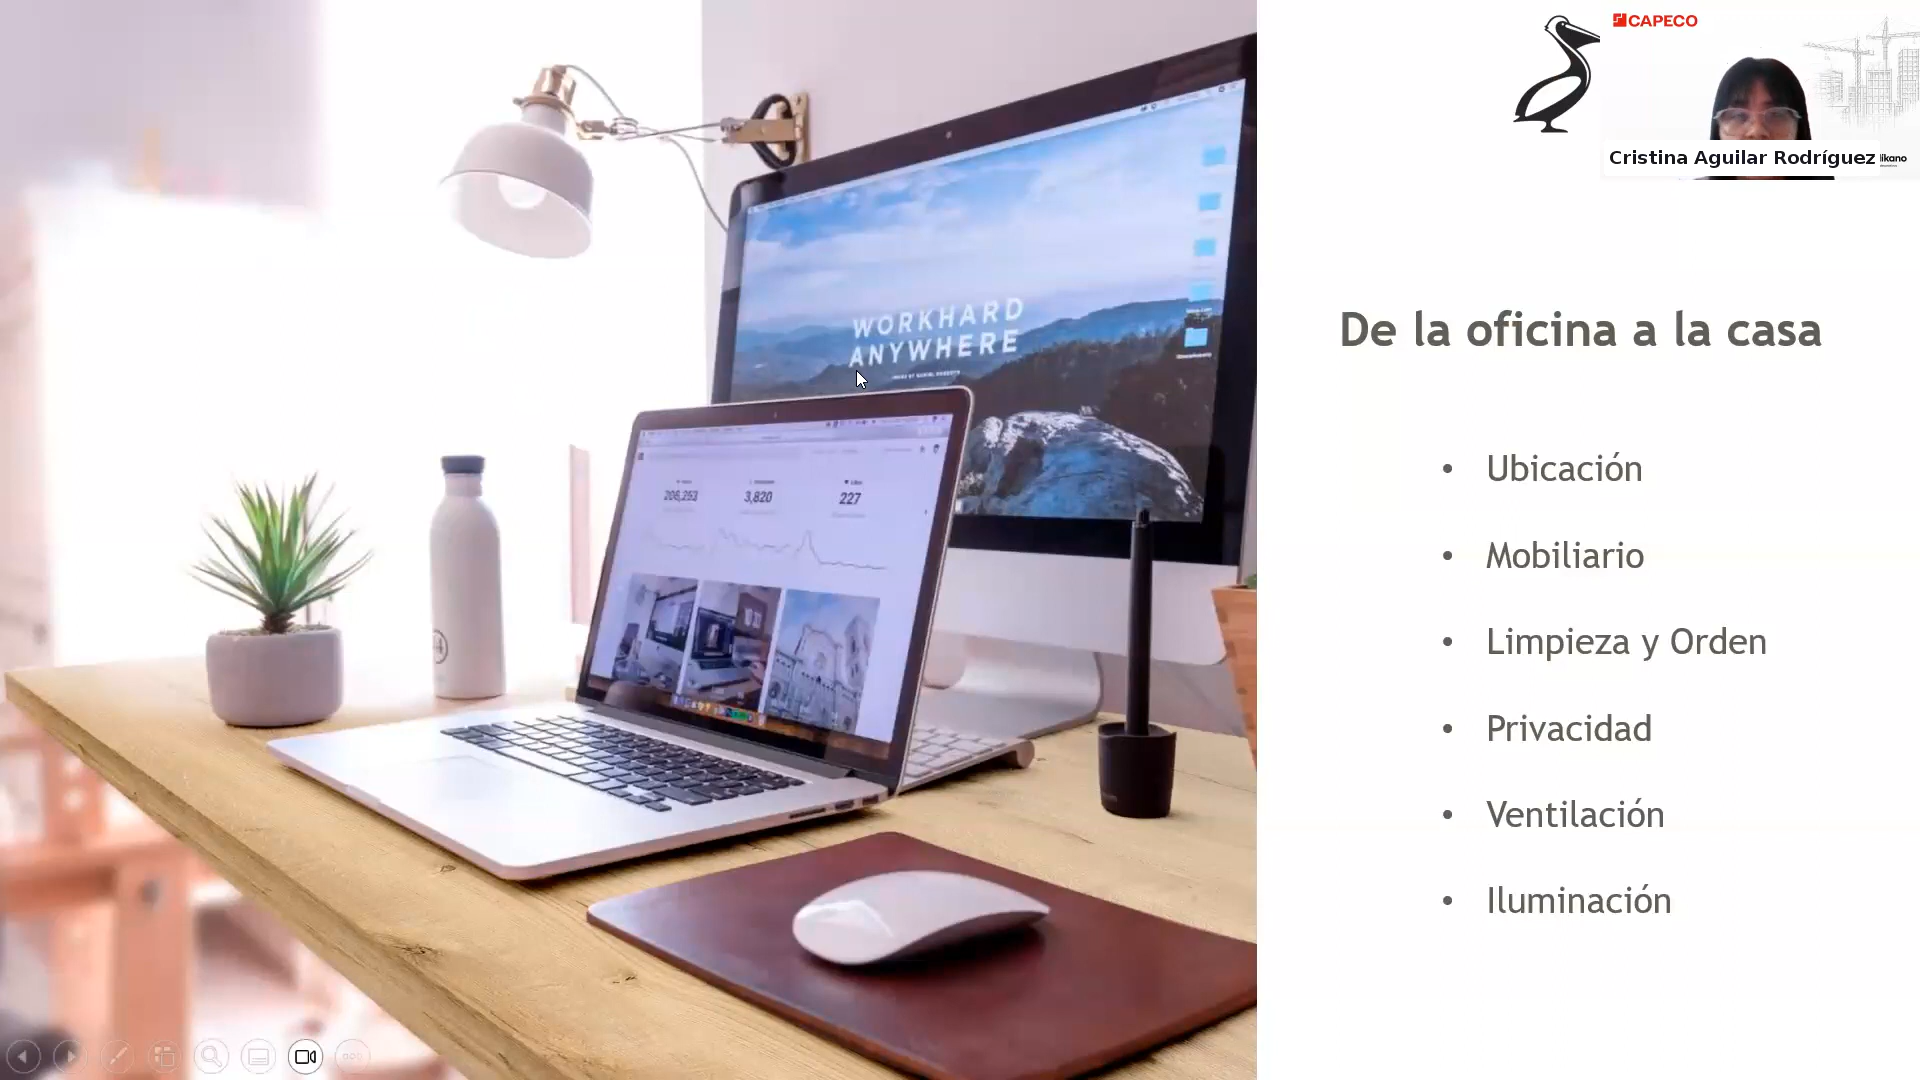 CAPECO
Cristina Aguilar Rodríguez
likano
De la oficina a la casa
• Ubicación
• Mobiliario
• Limpieza y Orden
• Privacidad
• Ventilación
• Iluminación
WORKHARD
ANYWHERE
206,253
3,820
227